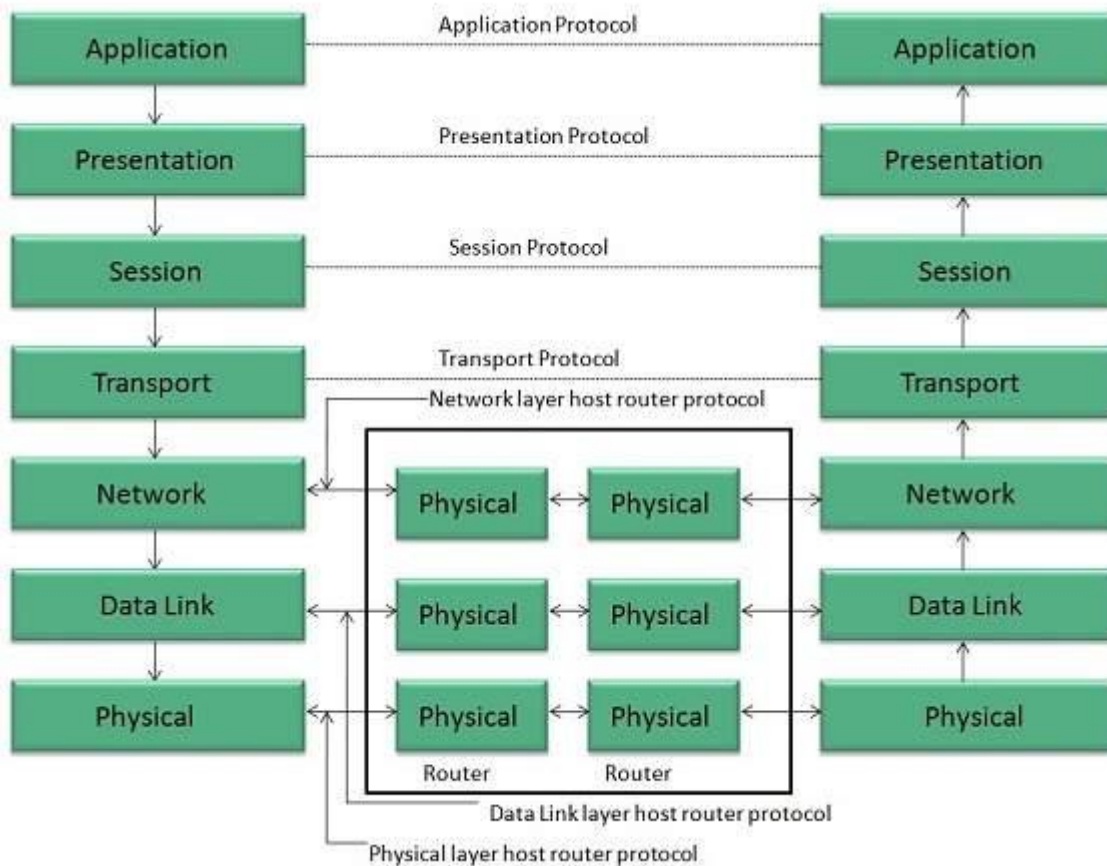 Application Protocol
Application
Application
Presentation Protocol
Presentation
Presentation
Session Protocol
Session
Session
Transport Protocol
Transport
Transport
Network layer host router protocol
Network
Physical
Physical
Network
Data Link
Physical
Physical
Data Link
Physical
Physical
Physical
Physical
Router
Router
Data Link layer host router protocol
Physical layer host router protocol